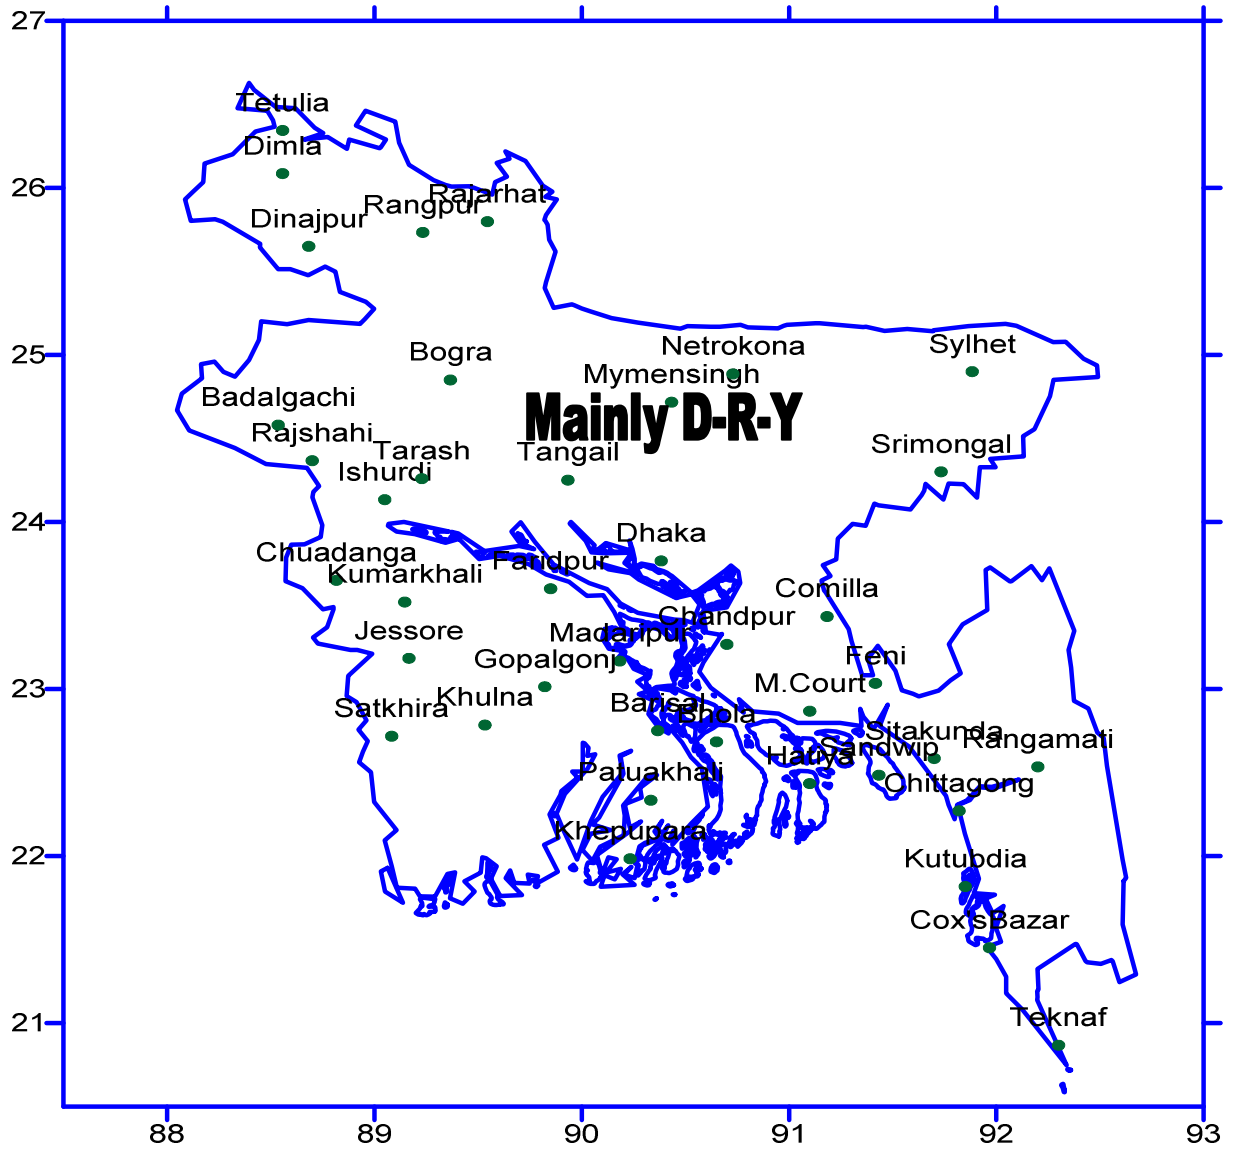 27
Tetulia
Dimla
26
Rajarhat
Rangpur
Dinajpur
25
Netrokona
Sylhet
Bogra
Mymensingh
Badalgachi
Mainly D-R-Y
Rajshahi
Srimongal
Tarash
Tangail
Ishurdi
24
Dhaka
Chuadanga
Faridpur
Kumarkhali
Comilla
Chandpur
Jessore
Madaripur
Gopalgonj
Feni
23
M.Court
Khulna
Barisal
Satkhira
Bhola
Sitakunda
Rangamati
Sandwip
Hatiya
Patuakhali
Chittagong
Khepupara
22
Kutubdia
Cox'sBazar
21
Teknaf
88 89 90 91 92 93